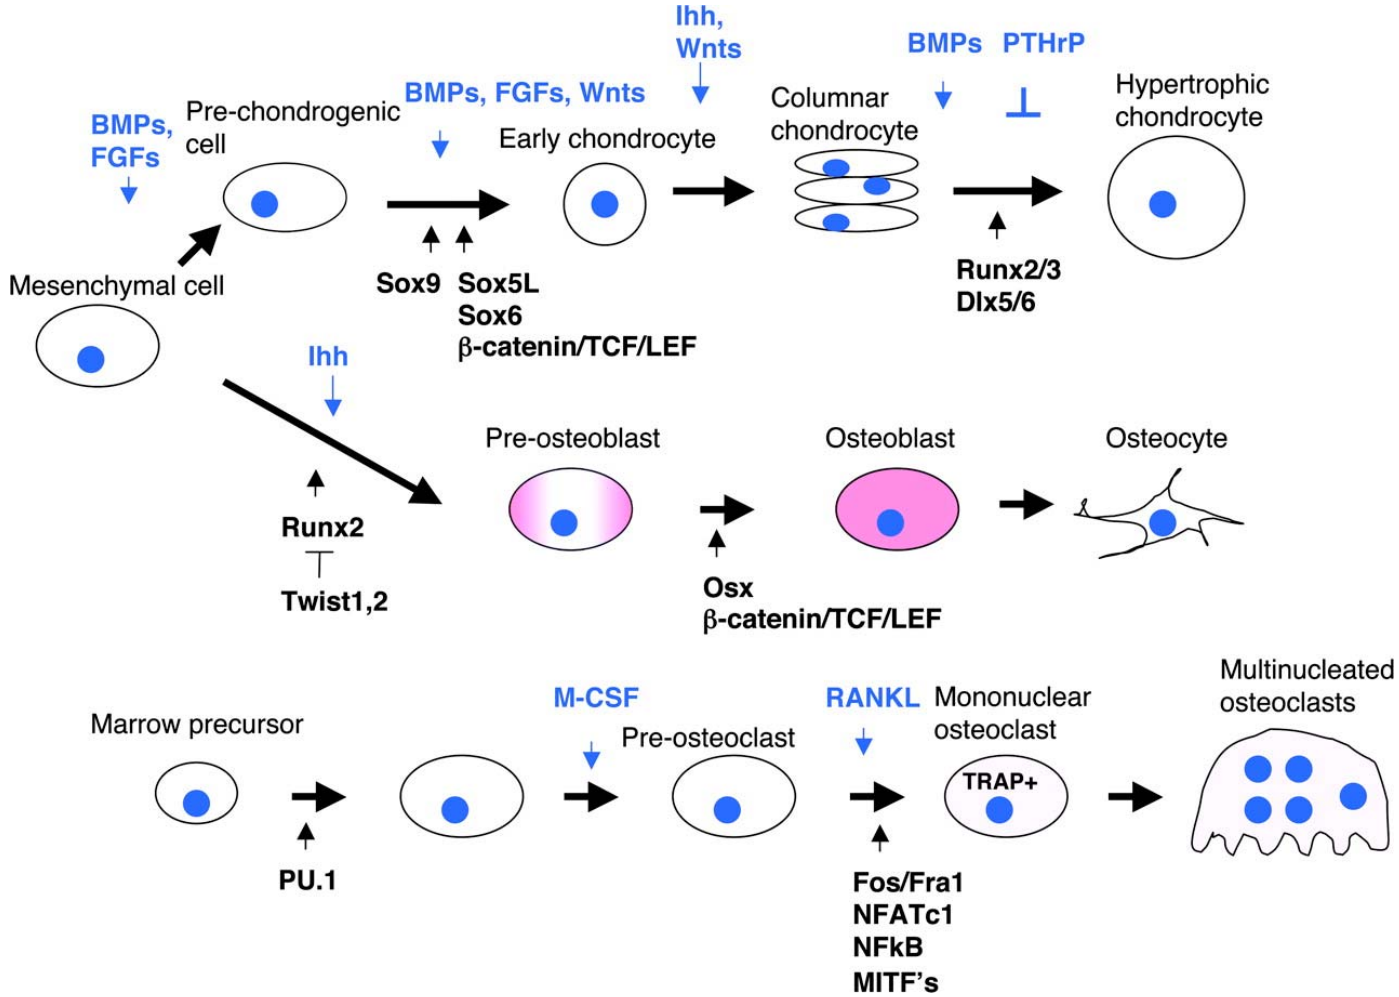 Ihh,
Wnts
BMPs PTHrP
Hypertrophic
chondrocyte
Columnar
chondrocyte
BMPs, FGFs, Wnts
Pre-chondrogenic
cell
BMPs,
FGFs
Early chondrocyte
Mesenchymal cell
Sox9 Sox5L
Sox6
β-catenin/TCF/LEF
Runx2/3
Dlx5/6
Ihh
Pre-osteoblast
Osteoblast
Osteocyte
Runx2
Twist1,2
Osx
β-catenin/TCF/LEF
Marrow precursor
M-CSF
Pre-osteoclast
RANKL
Mononuclear
osteoclast
Multinucleated
osteoclasts
TRAP+
PU.1
Fos/Fra1
NFATc1
NFkB
MITF's